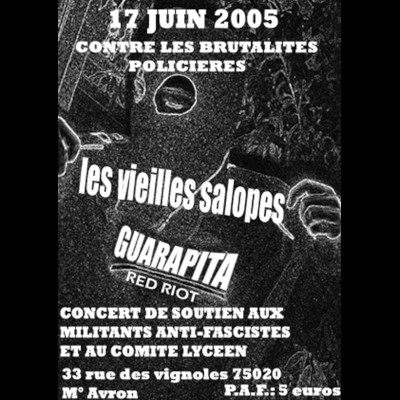 17 JUIN 2005
CONTRE LES BRUTALITES
POLICIERES
les vieilles salopes
GUARAPITA
RED RIOT
CONCERT DE SOUTIEN AUX
MILITANTS ANTI-FASCISTES
ET AU COMITE LYCEEN
33 rue des vignoles 75020
M° Avron P.A.F.: 5 euros